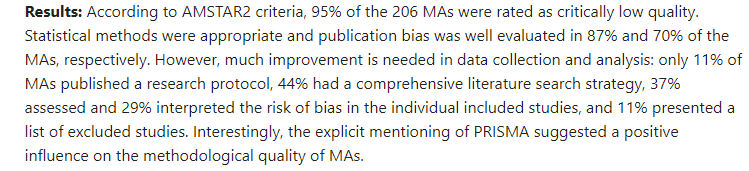 Results: According to AMSTAR2 criteria, 95% of the 206 MAs were rated as critically low quality.
Statistical methods were appropriate and publication bias was well evaluated in 87% and 70% of the
MAs, respectively. However, much improvement is needed in data collection and analysis: only 11% of
MAs published a research protocol, 44% had a comprehensive literature search strategy, 37%
assessed and 29% interpreted the risk of bias in the individual included studies, and 11% presented a
list of excluded studies. Interestingly, the explicit mentioning of PRISMA suggested a positive
influence on the methodological quality of MAs.